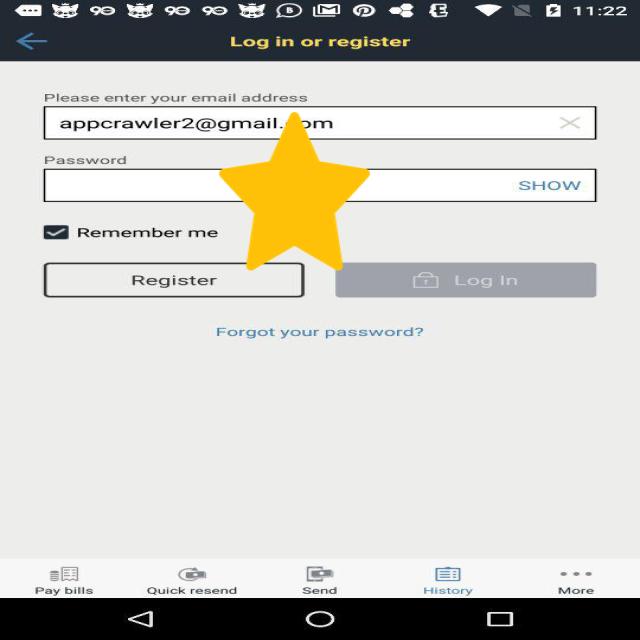 11:22
Log in or register
Please enter your email address
appcrawler2@gmail. om
Password
SHOW
Remember me
Register
Log In
Forgot your password?
Pay bills
Quick resend
Send
History
More